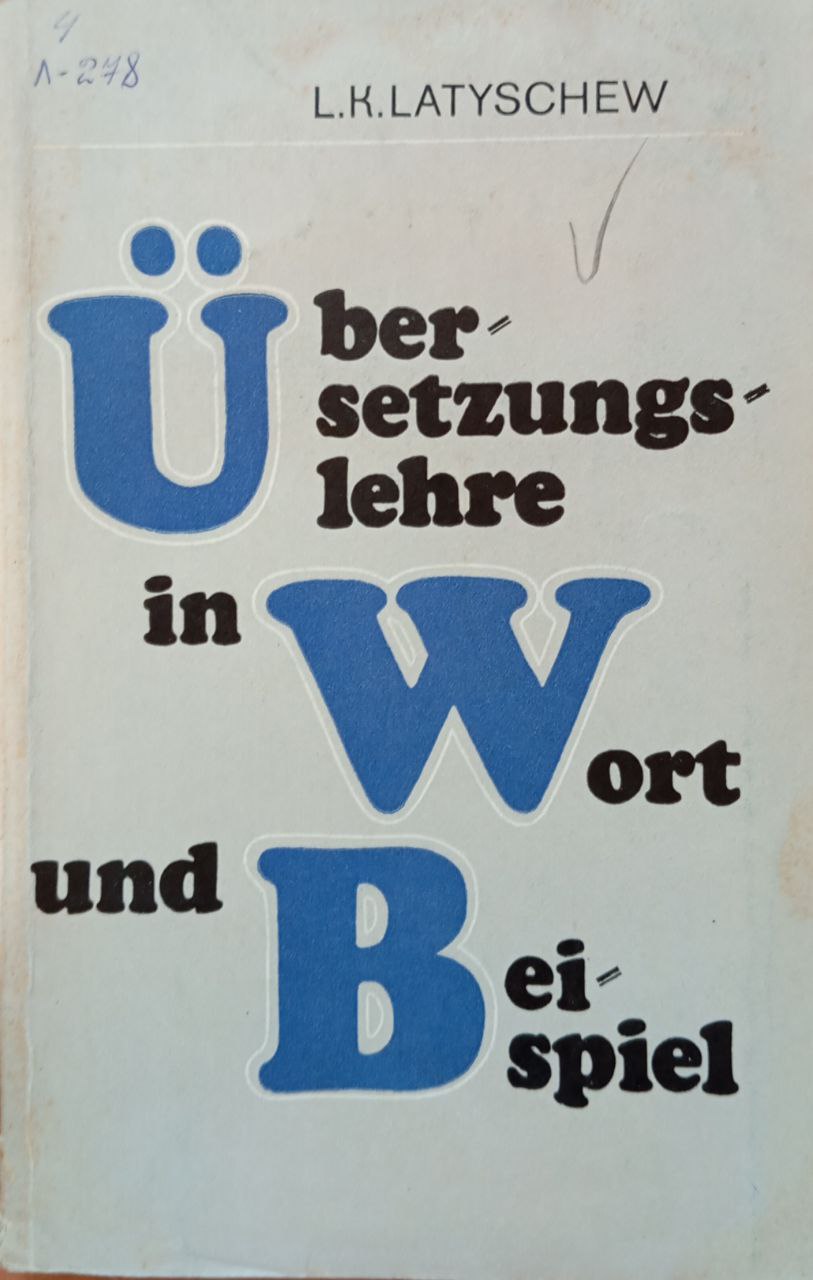 4
Л-278
L.K.LATYSCHEW
Über=
setzungs=
lehre
in Wort
und Bei=
spiel